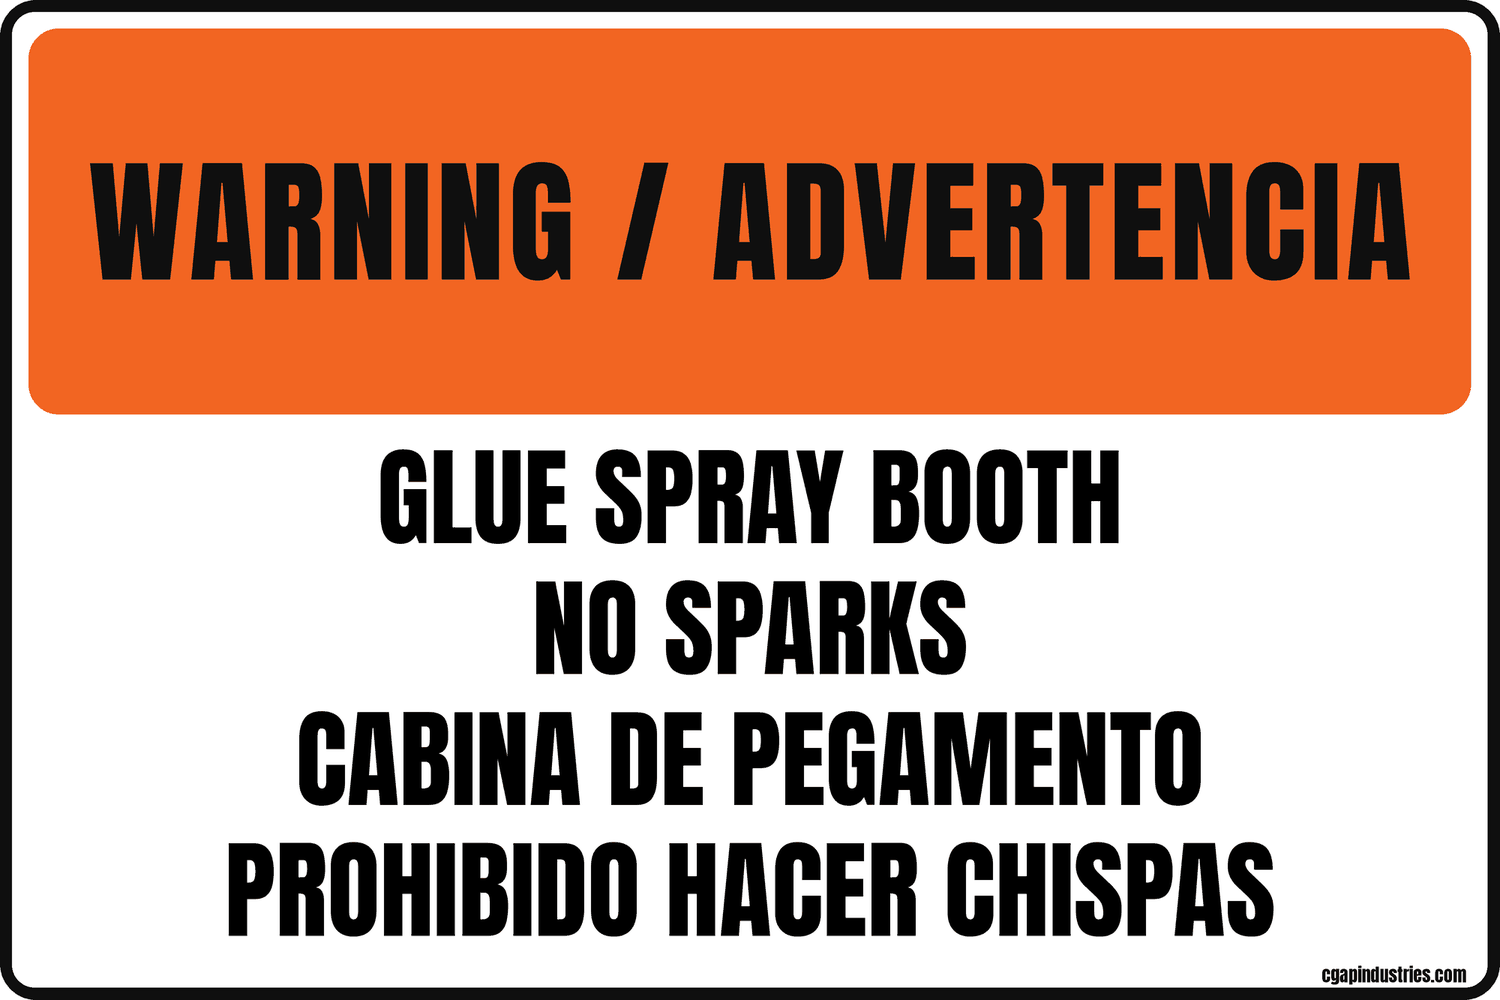 WARNING / ADVERTENCIA
GLUE SPRAY BOOTH
NO SPARKS
CABINA DE PEGAMENTO
PROHIBIDO HACER CHISPAS
cgapindustries.com